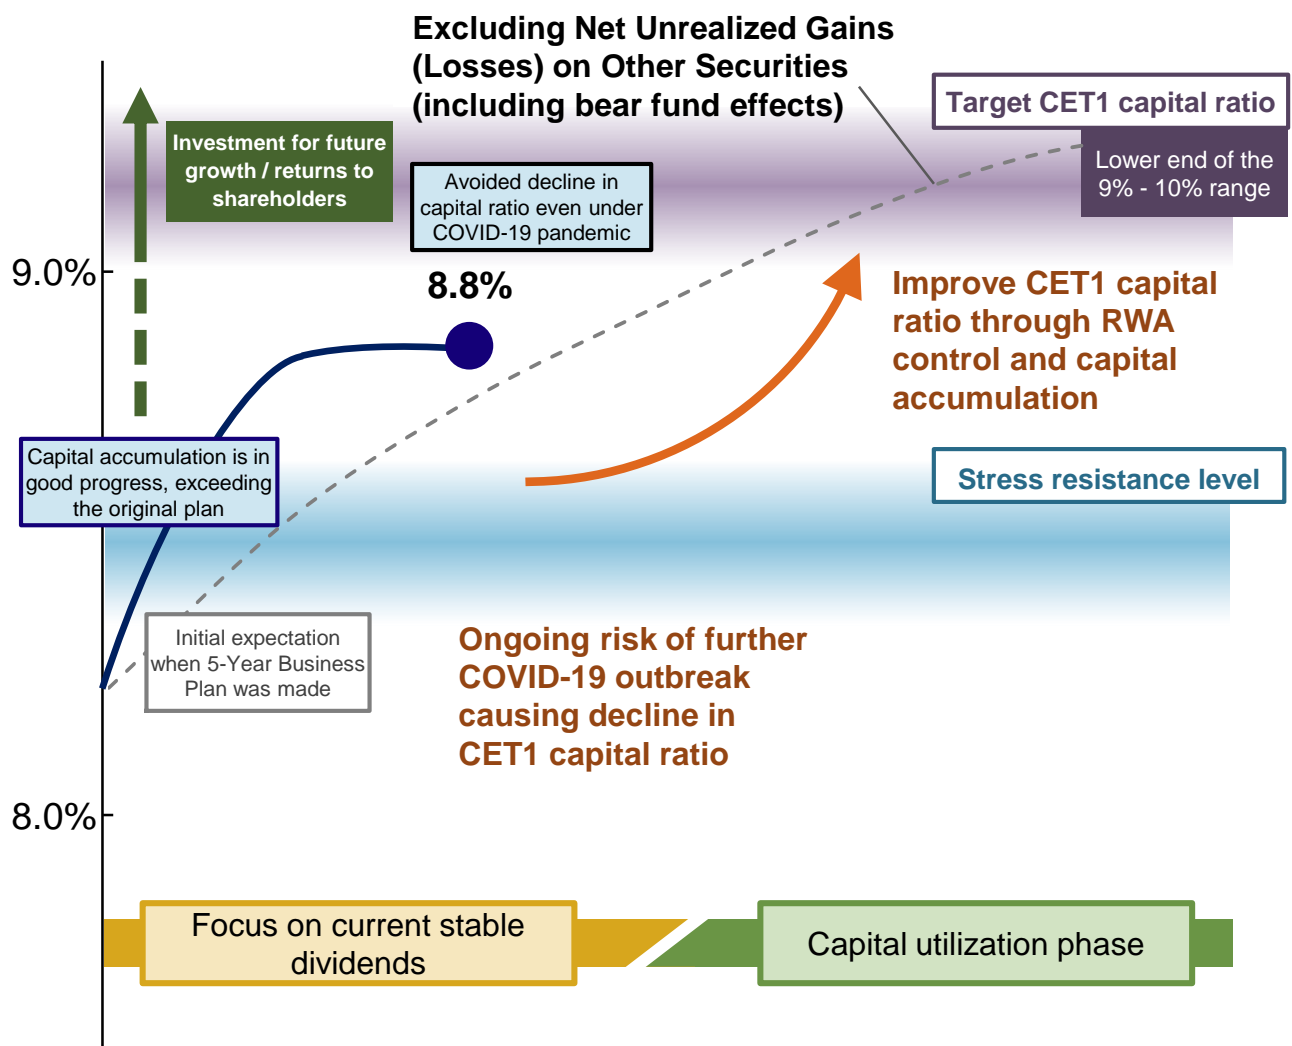 Excluding Net Unrealized Gains
(Losses) on Other Securities
(including bear fund effects)
Target CET1 capital ratio
Lower end of the
9% - 10% range
Investment for future
growth / returns to
shareholders
Avoided decline in
capital ratio even under
COVID-19 pandemic
9.0%
8.8%
Improve CET1 capital
ratio through RWA
control and capital
accumulation
Capital accumulation is in
good progress, exceeding
the original plan
Stress resistance level
Initial expectation
when 5-Year Business
Plan was made
Ongoing risk of further
COVID-19 outbreak
causing decline in
CET1 capital ratio
8.0%
Focus on current stable
dividends
Capital utilization phase